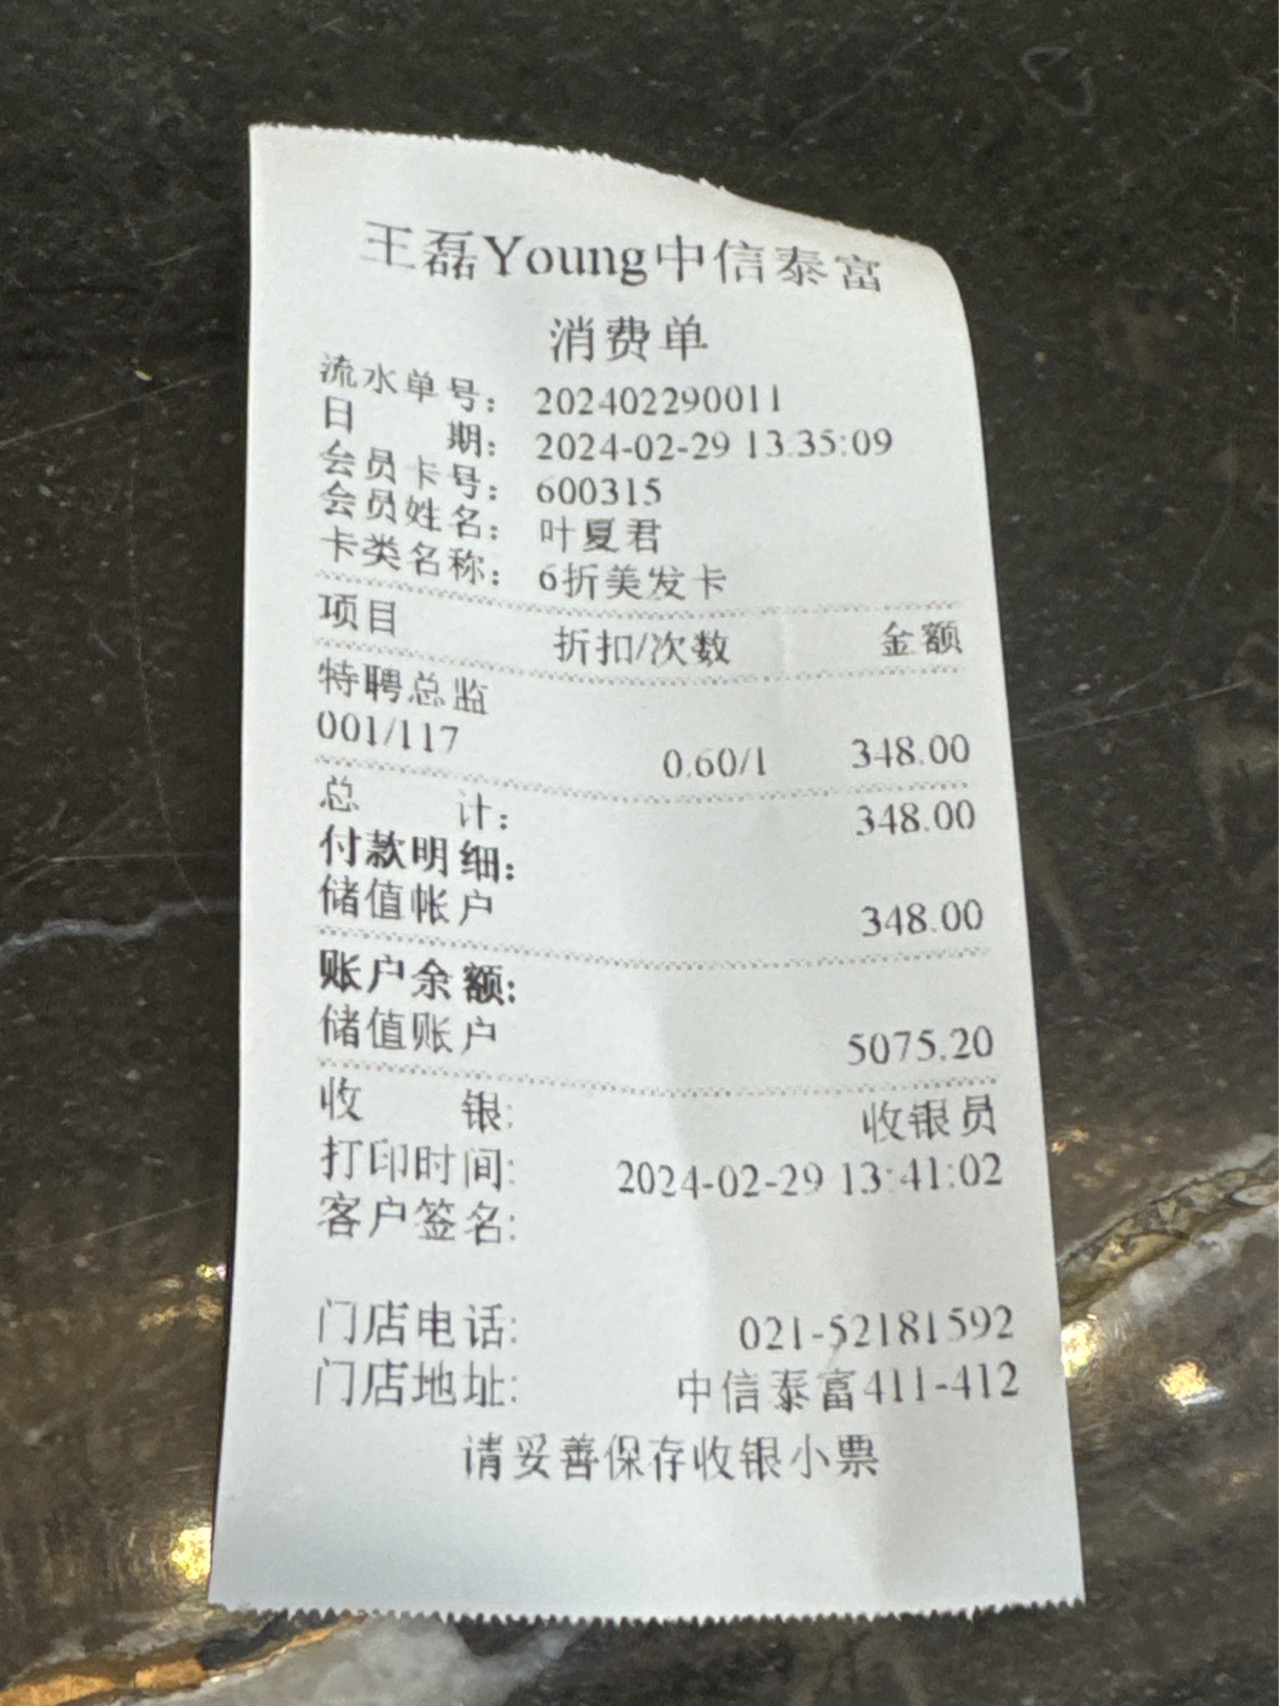 王磊Young中信泰富
消费单
流水单号： 202402290011
日 期： 2024-02-29 13:35:09
会员卡号： 600315
会员姓名： 叶夏君
卡类名称： 6折美发卡
项目 折扣/次数 金额
特聘总监
001/117 0.60/1 348.00
总 计： 348.00
付款明细：
储值帐户 348.00
账户余额：
储值账户 5075.20
收 银: 收银员
打印时间: 2024-02-29 13:41:02
客户签名:
门店电话: 021-52181592
门店地址: 中信泰富411-412
请妥善保存收银小票